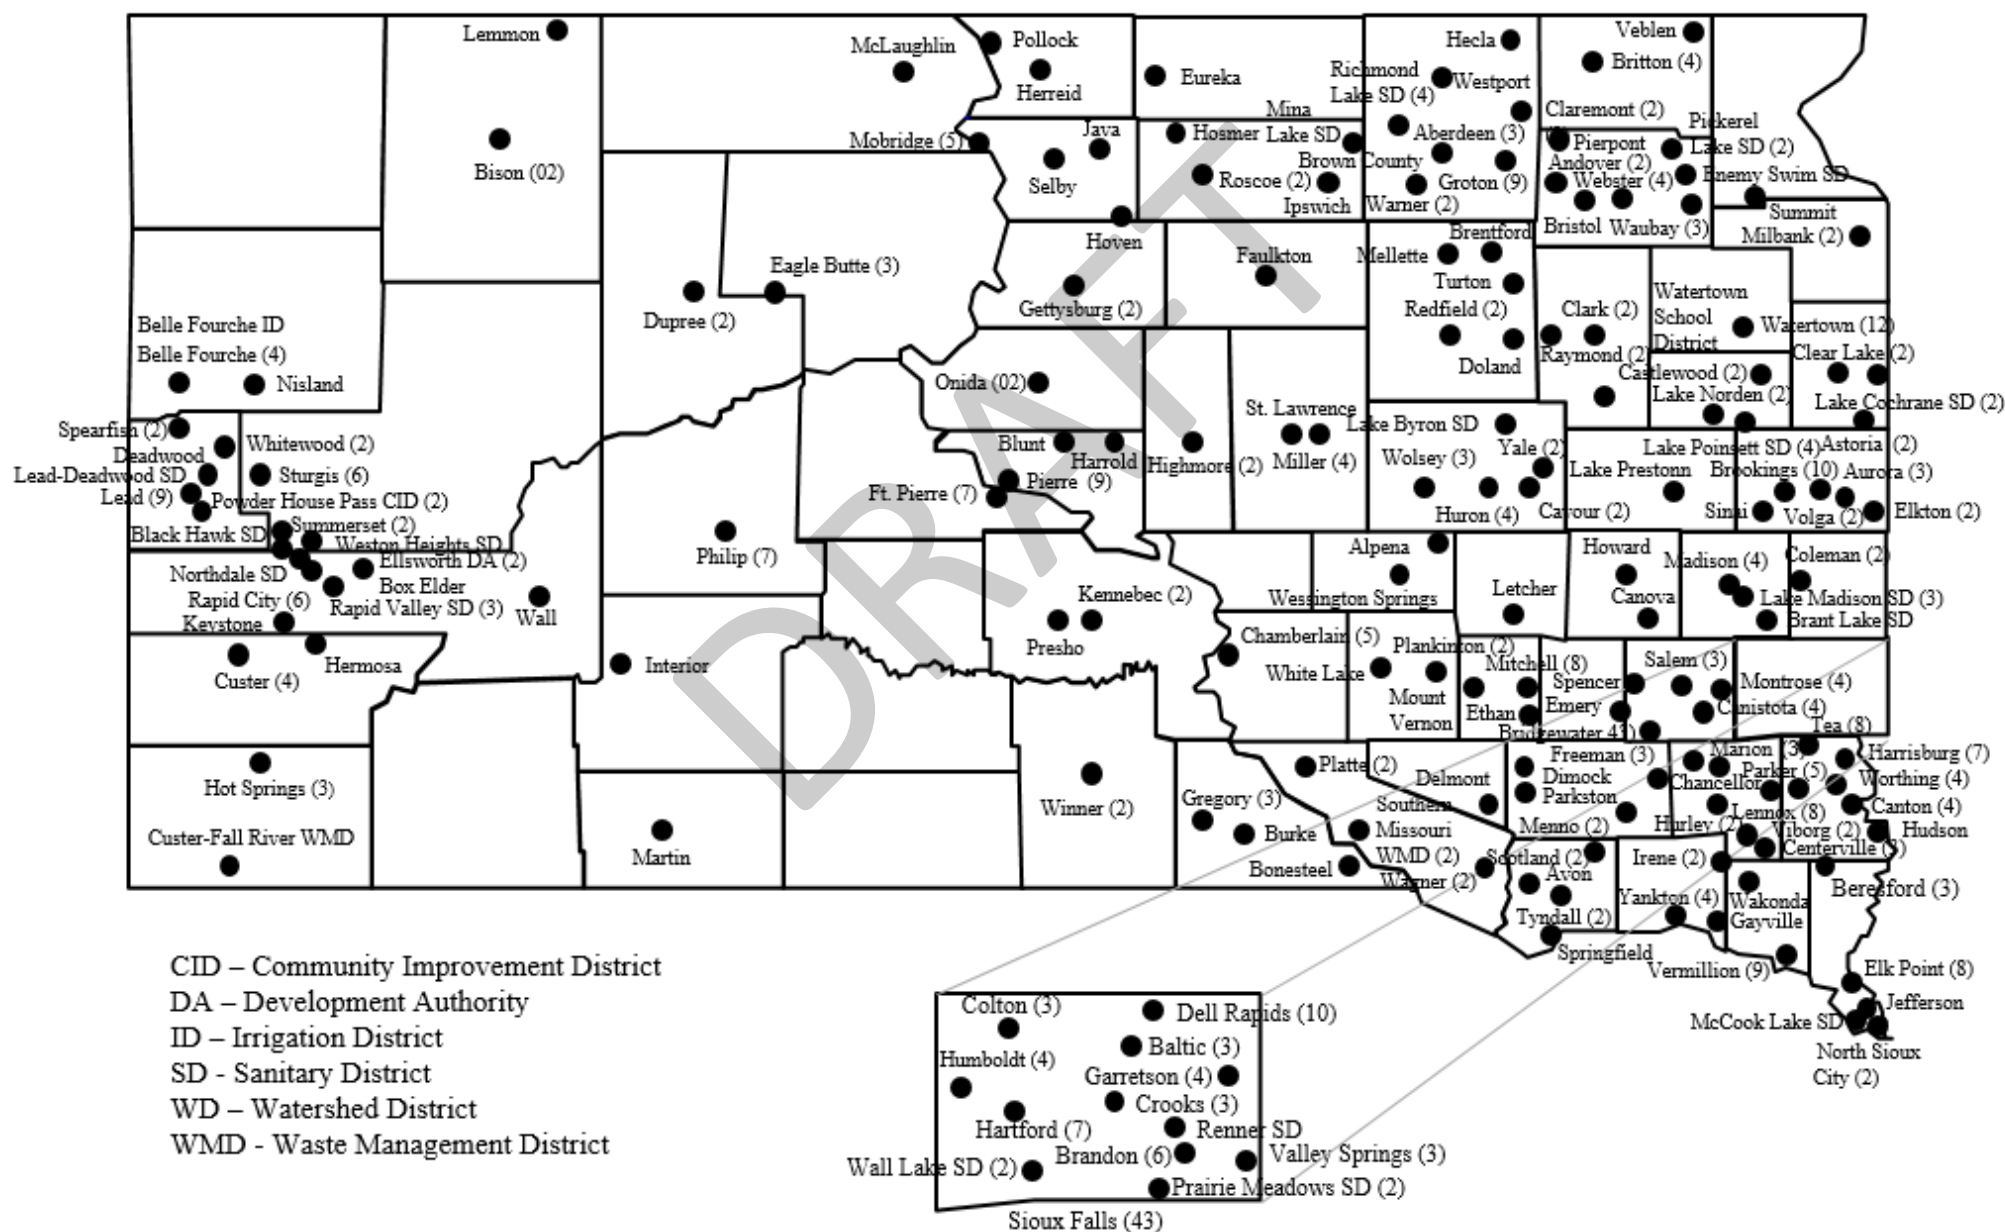 Lemmon
McLaughlin
Pollock
Herreid
Eureka
Hecla
Richmond
Lake SD (4)
Westport
Veblen
Britton (4)
Claremont (2)
Bison (02)
Mobridge (5)
Java
Selby
Hoven
Hosmer
Mina
Lake SD
Roscoe (2)
Ipswich
Aberdeen (3)
Brown County
Groton (9)
Warner (2)
Pierpont
Andover (2)
Webster (4)
Bristol
Waubay (3)
Pickerel
Lake SD (2)
Enemy Swim SD
Summit
Milbank (2)
Eagle Butte (3)
Dupree (2)
Gettysburg (2)
Faulkton
Brentford
Mellette
Turton
Redfield (2)
Doland
Clark (2)
Raymond (2)
Watertown
School
District
Watertown (12)
Clear Lake (2)
Castlewood (2)
Lake Norden (2)
Lake Cochrane SD (2)
Belle Fourche ID
Belle Fourche (4)
Nisland
Onida (02)
Spearfish (2)
Whitewood (2)
Deadwood
Lead-Deadwood SD
Sturgis (6)
Lead (9)
Powder House Pass CID (2)
Black Hawk SD
Summerset (2)
Weston Heights SD
Ellsworth DA (2)
Northdale SD
Box Elder
Rapid City (6)
Rapid Valley SD (3)
Keystone
Wall
Hermosa
Custer (4)
Blunt
Harrold
Pierre (9)
Ft. Pierre (7)
Highmore (2)
St. Lawrence
Miller (4)
Lake Byron SD
Yale (2)
Wolsey (3)
Huron (4)
Cavour (2)
Lake Prestonn
Lake Poinsett SD (4)
Astoria (2)
Brookings (10)
Aurora (3)
Sinai
Volga (2)
Elkton (2)
Philip (7)
Alpena
Wessington Springs
Letcher
Howard
Canova
Madison (4)
Coleman (2)
Lake Madison SD (3)
Brant Lake SD
Kennebec (2)
Presho
Interior
Chamberlain (5)
White Lake
Plankinton (2)
Mount
Vernon
Mitchell (8)
Ethan
Spencer
Emery
Bridgewater 43)
Salem (3)
Montrose (4)
Canistota (4)
Hot Springs (3)
Custer-Fall River WMD
Martin
Winner (2)
Gregory (3)
Burke
Bonesteel
Platte (2)
Delmont
Southern
Missouri
WMD (2)
Wagner (2)
Freeman (3)
Dimock
Parkston
Menno (2)
Scotland (2)
Avon
Tyndall (2)
Springfield
Marion (3)
Chancellor
Parker (5)
Hurley (2)
Lennox (8)
Viborg (2)
Centerville (3)
Tea (8)
Harrisburg (7)
Worthing (4)
Canton (4)
Hudson
Irene (2)
Yankton (4)
Wakonda
Gayville
Vermillion (9)
Beresford (3)
Elk Point (8)
Jefferson
McCook Lake SD
North Sioux
City (2)
DRAFT
CID – Community Improvement District
DA – Development Authority
ID – Irrigation District
SD - Sanitary District
WD – Watershed District
WMD - Waste Management District
Colton (3)
Dell Rapids (10)
Baltic (3)
Humboldt (4)
Garretson (4)
Crooks (3)
Hartford (7)
Renner SD
Brandon (6)
Valley Springs (3)
Wall Lake SD (2)
Prairie Meadows SD (2)
Sioux Falls (43)